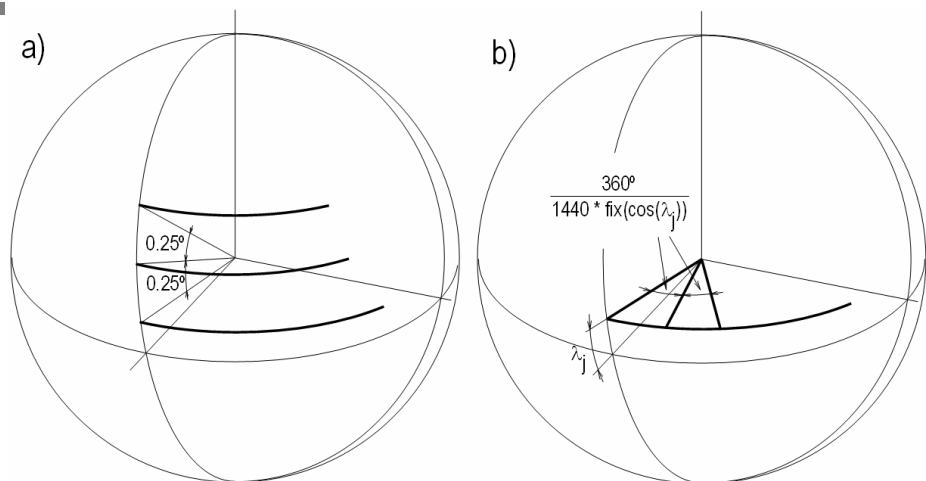 a)
0.25º
0.25º
b)
360º
1440 * fix(cos(λj))
λj